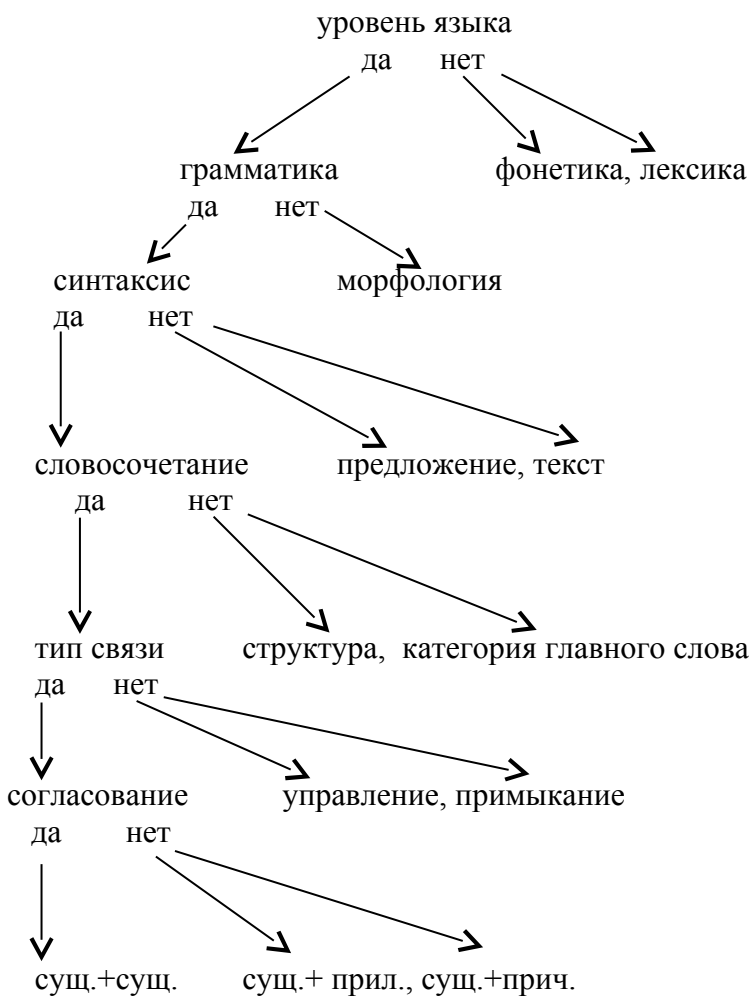 уровень языка
да нет
грамматика фонетика, лексика
да нет
синтаксис морфология
да нет
словосочетание предложение, текст
да нет
тип связи структура, категория главного слова
да нет
согласование управление, примыкание
да нет
сущ.+сущ. сущ.+ прил., сущ.+прич.